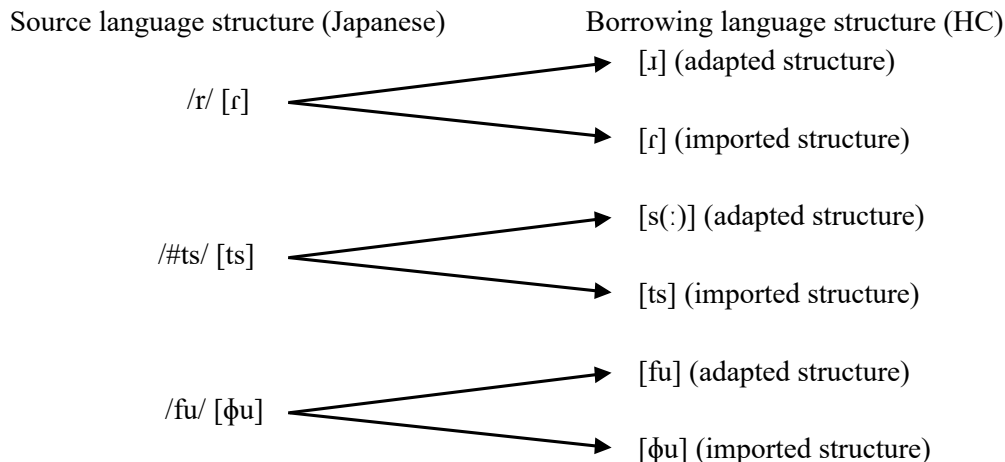 Source language structure (Japanese) Borrowing language structure (HC)
[ɹ] (adapted structure)
/r/ [ɾ]
[ɾ] (imported structure)
[s(ː)] (adapted structure)
/#ts/ [ts]
[ts] (imported structure)
[fu] (adapted structure)
/fu/ [ɸu]
[ɸu] (imported structure)